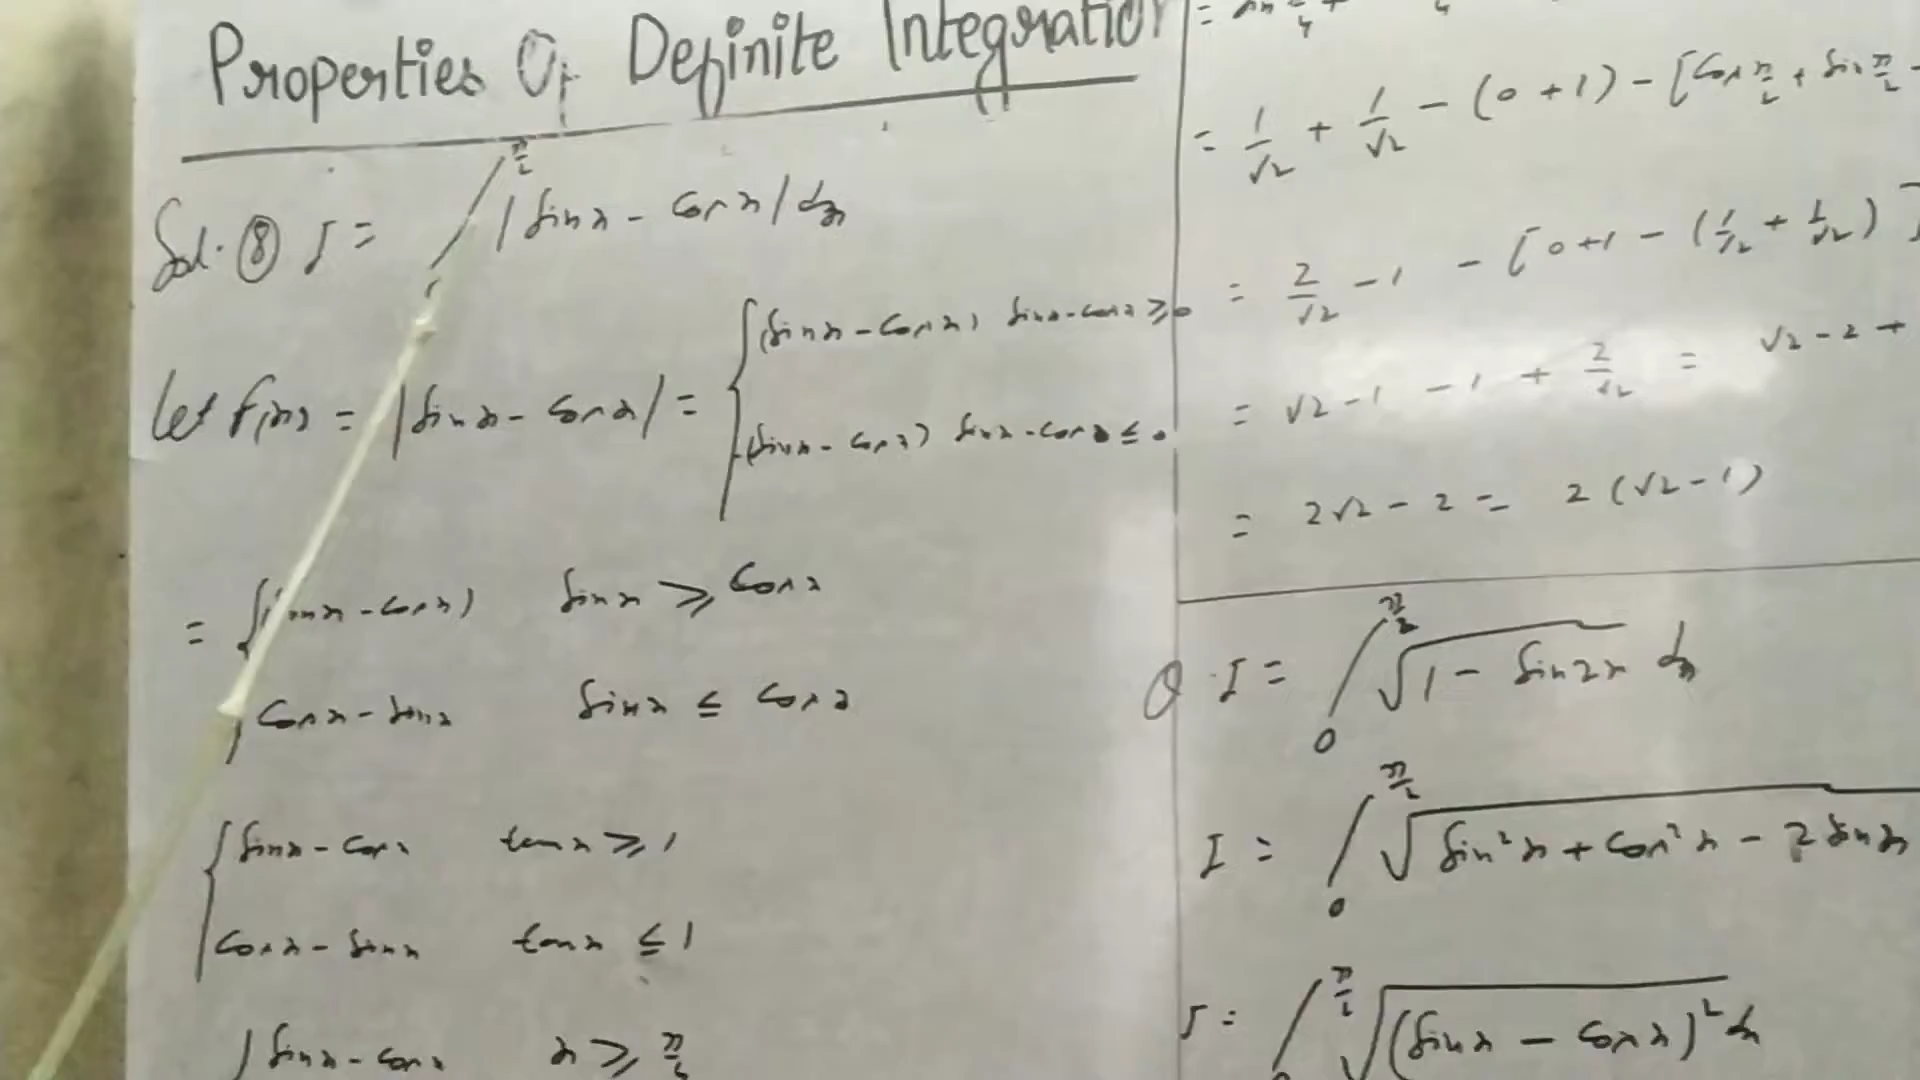 Properties Of Definite Integration
Sol. ⑧ I = ∫ π/2 |sin x - cos x| dx
Let f(x) = |sin x - cos x| = { (sin x - cos x) sin x - cos x ≥ 0
-(sin x - cos x) sin x - cos x ≤ 0
= { (sin x - cos x) sin x ≥ cos x
cos x - sin x sin x ≤ cos x
{ sin x - cos x tan x ≥ 1
cos x - sin x tan x ≤ 1
sin x - cos x x ≥ π/4
= 1/√2 + 1/√2 - (0 + 1) - [cos π/2 + sin π/2 -
= 2/√2 - 1 - [0 + 1 - (1/√2 + 1/√2)]
= √2 - 1 - 1 + 2/√2 = √2 - 2 +
= 2√2 - 2 = 2(√2 - 1)
Q I = ∫ 0 π/2 √1 - sin 2x dx
I = ∫ 0 π/2 √sin²x + cos²x - 2 sin x
I = ∫ 0 π/2 √(sin x - cos x)² dx